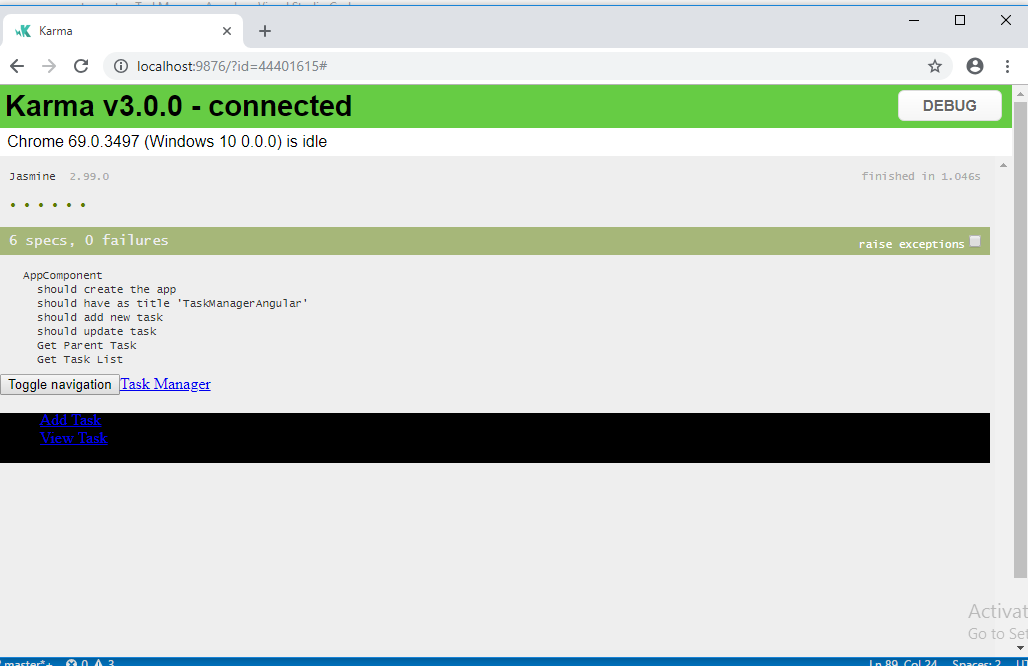 Karma
localhost:9876/?id=44401615#
Karma v3.0.0 - connected
DEBUG
Chrome 69.0.3497 (Windows 10 0.0.0) is idle
Jasmine 2.99.0
finished in 1.046s
6 specs, 0 failures
raise exceptions
AppComponent
should create the app
should have as title 'TaskManagerAngular'
should add new task
should update task
Get Parent Task
Get Task List
Toggle navigation Task Manager
Add Task
View Task
Activat
Go to Set
master*+ 0 3
Ln 89, Col 24 Spaces: 2